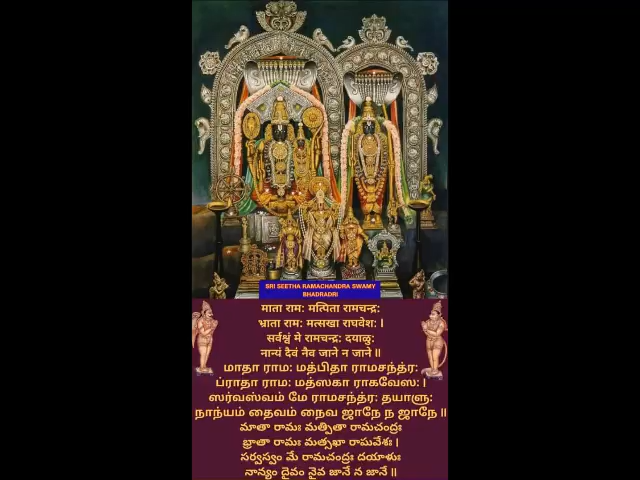 SRI SEETHA RAMACHANDRA SWAMY
BHADRADRI
माता राम: मत्पिता रामचन्द्र:
भ्राता राम: मत्सखा राघवेश: ।
सर्वश्वं मे रामचन्द्र: दयाळु:
नान्यं दैवं नैव जाने न जाने ॥
மாதா ராம: மத்பிதா ராமசந்த்ர:
ப்ராதா ராம: மத்ஸகா ராகவேஸ: ।
ஸர்வஸ்வம் மே ராமசந்த்ர: தயாளு:
நாந்யம் தைவம் நைவ ஜாநே ந ஜாநே ॥
మాతా రామః మత్పితా రామచంద్రః
భ్రాతా రామః మత్సఖా రాఘవేశః ।
సర్వస్వం మే రామచంద్రః దయాళుః
నాన్యం దైవం నైవ జానే న జానే ॥